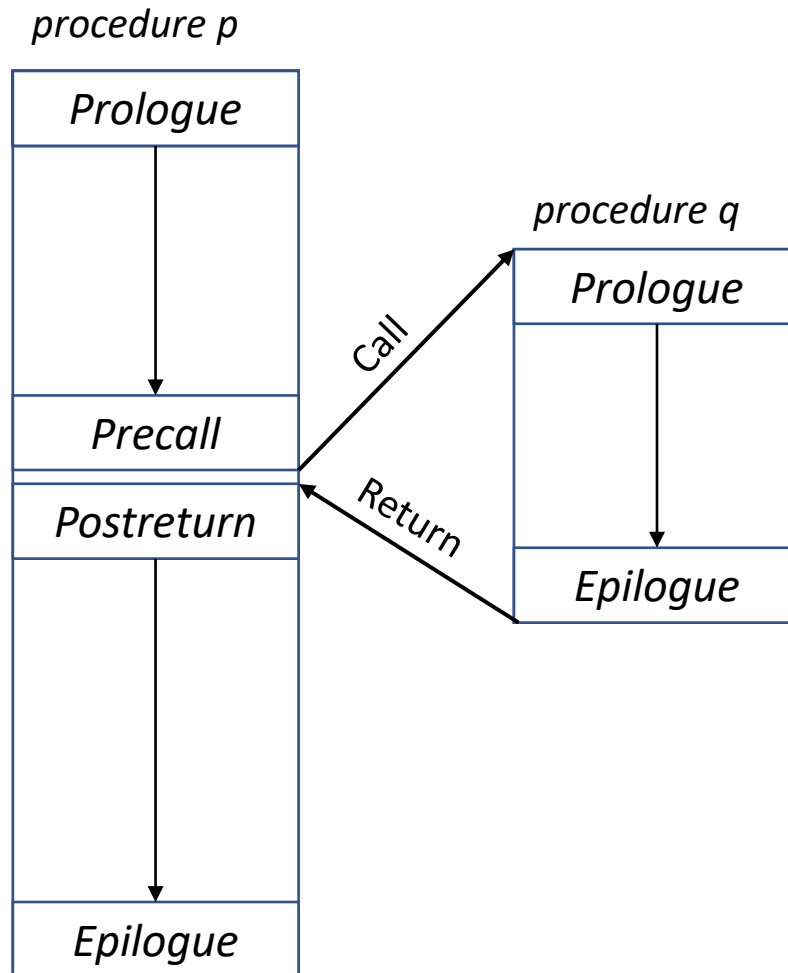 procedure p
Prologue
procedure q
Prologue
Call
Precall
Return
Postreturn
Epilogue
Epilogue